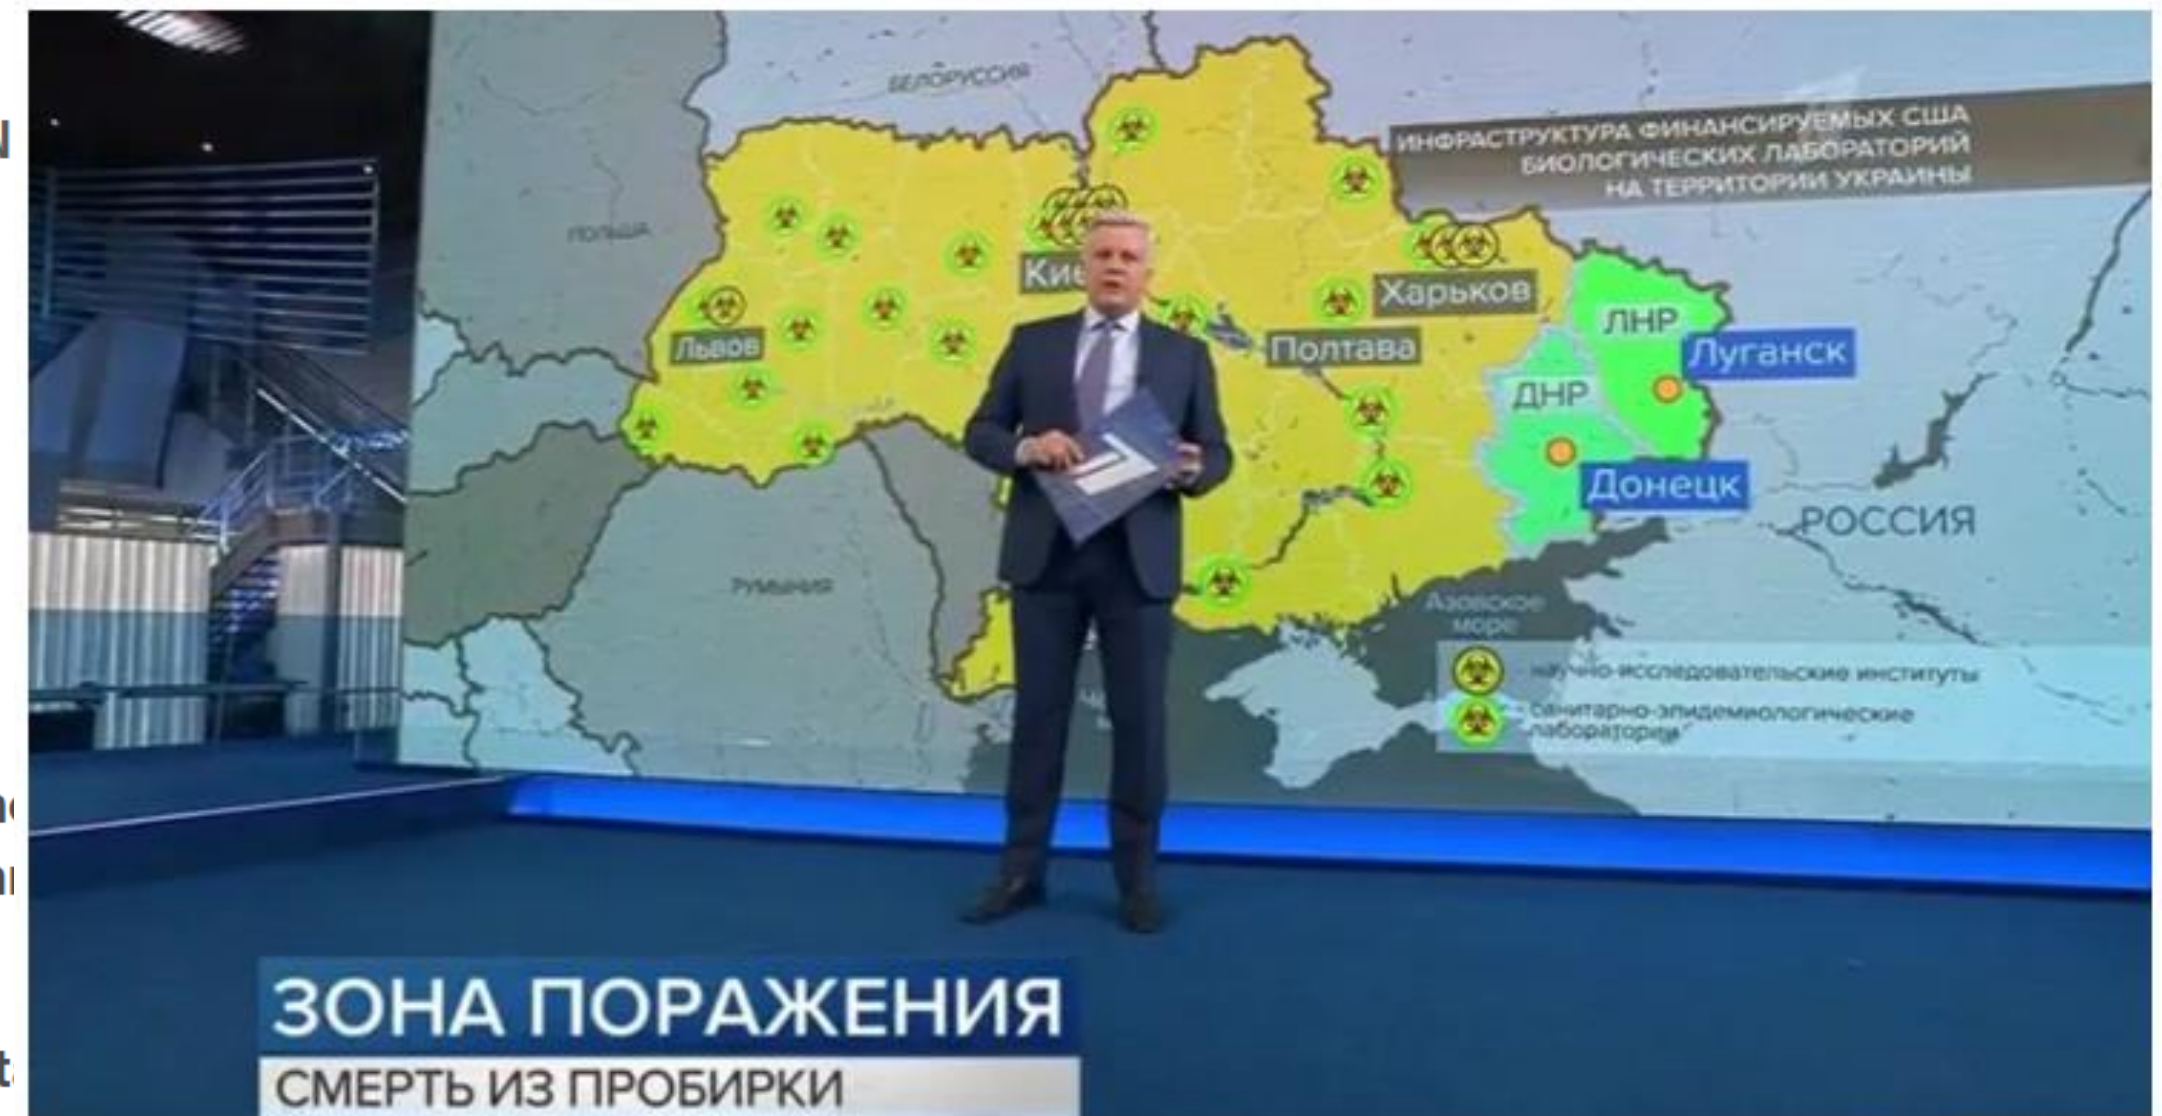 БЕЛОРУССИЯ
ИНФРАСТРУКТУРА ФИНАНСИРУЕМЫХ США
БИОЛОГИЧЕСКИХ ЛАБОРАТОРИЙ
НА ТЕРРИТОРИИ УКРАИНЫ
ПОЛЬША
Кие
Харьков
ЛНР
Львов
Полтава
Луганск
ДНР
Донецк
РОССИЯ
РУМЫНИЯ
Азовское
море
научно-исследовательские институты
санитарно-эпидемиологические
лаборатории
ЗОНА ПОРАЖЕНИЯ
СМЕРТЬ ИЗ ПРОБИРКИ